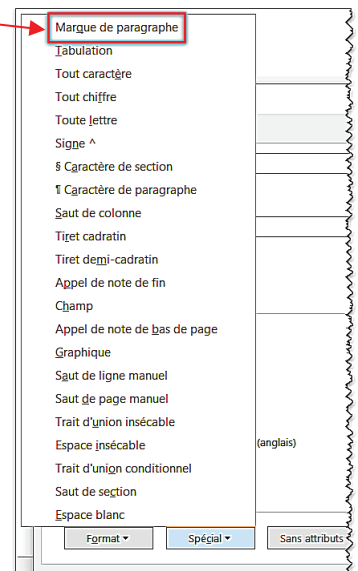 Marque de paragraphe
Tabulation
Tout caractère
Tout chiffre
Toute lettre
Signe ^
§ Caractère de section
¶ Caractère de paragraphe
Saut de colonne
Tiret cadratin
Tiret demi-cadratin
Appel de note de fin
Champ
Appel de note de bas de page
Graphique
Saut de ligne manuel
Saut de page manuel
Trait d'union insécable
Espace insécable
(anglais)
Trait d'union conditionnel
Saut de section
Espace blanc
Format
Spécial
Sans attributs